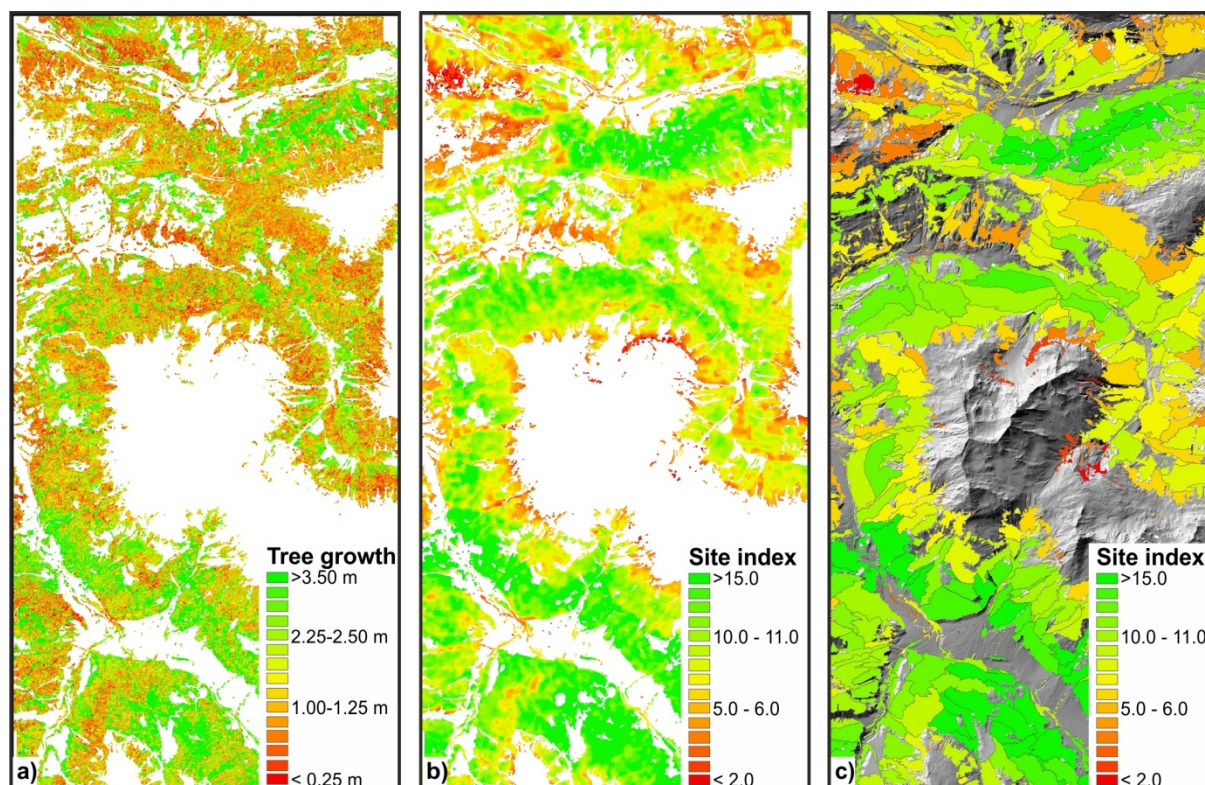 Tree growth
>3.50 m
2.25-2.50 m
1.00-1.25 m
< 0.25 m
a)
Site index
>15.0
10.0 - 11.0
5.0 - 6.0
< 2.0
b)
Site index
>15.0
10.0 - 11.0
5.0 - 6.0
< 2.0
c)